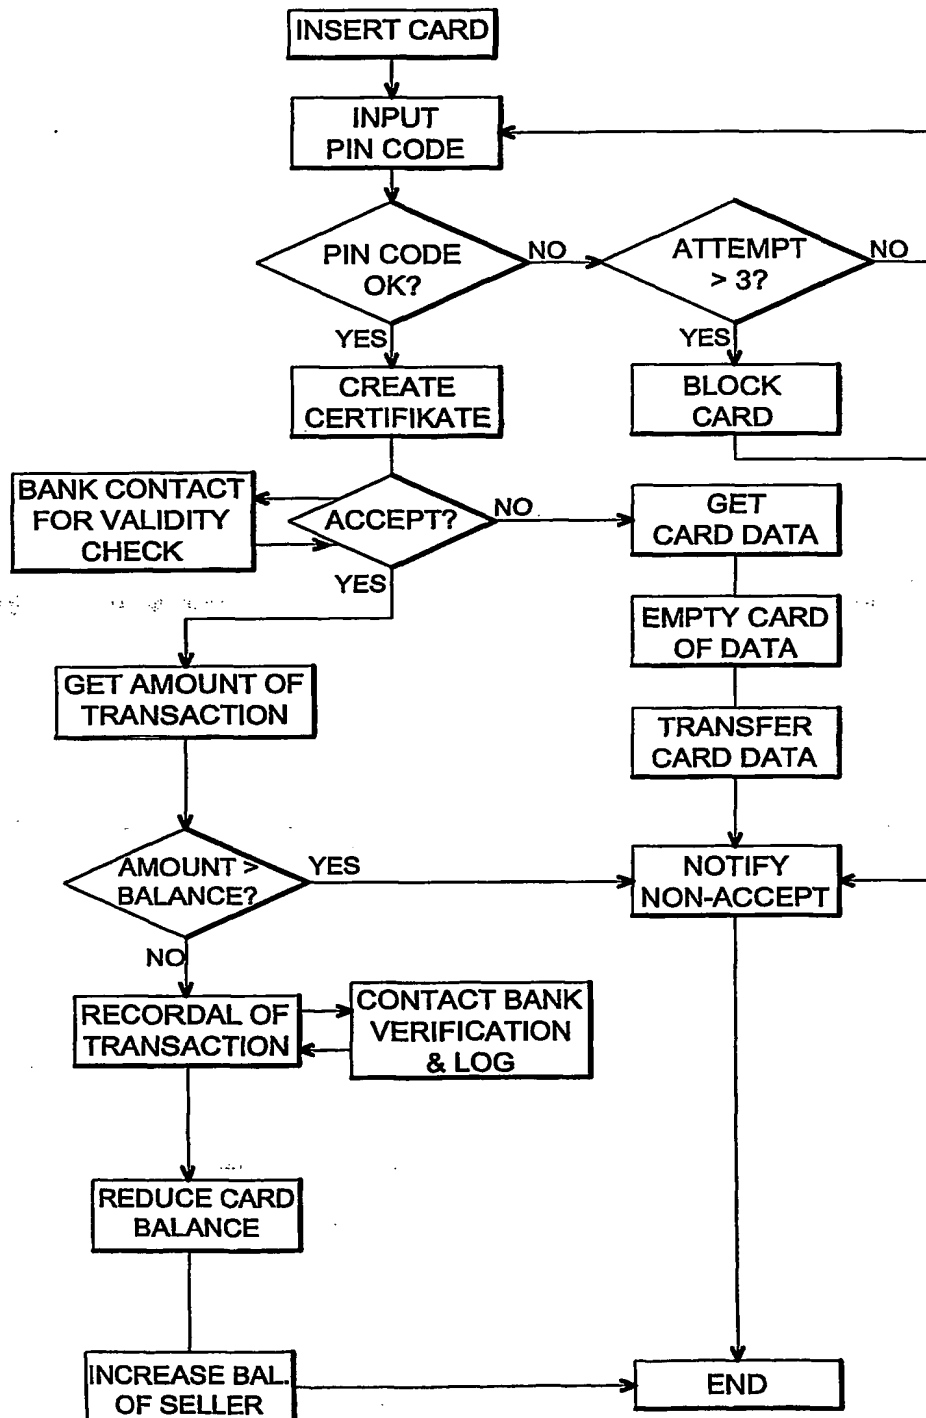 INSERT CARD
INPUT
PIN CODE
PIN CODE
OK?
NO
ATTEMPT
> 3?
NO
YES
YES
CREATE
CERTIFIKATE
BLOCK
CARD
BANK CONTACT
FOR VALIDITY
CHECK
ACCEPT?
NO
GET
CARD DATA
YES
EMPTY CARD
OF DATA
GET AMOUNT OF
TRANSACTION
TRANSFER
CARD DATA
AMOUNT >
BALANCE?
YES
NOTIFY
NON-ACCEPT
NO
RECORDAL OF
TRANSACTION
CONTACT BANK
VERIFICATION
& LOG
REDUCE CARD
BALANCE
INCREASE BAL.
OF SELLER
END